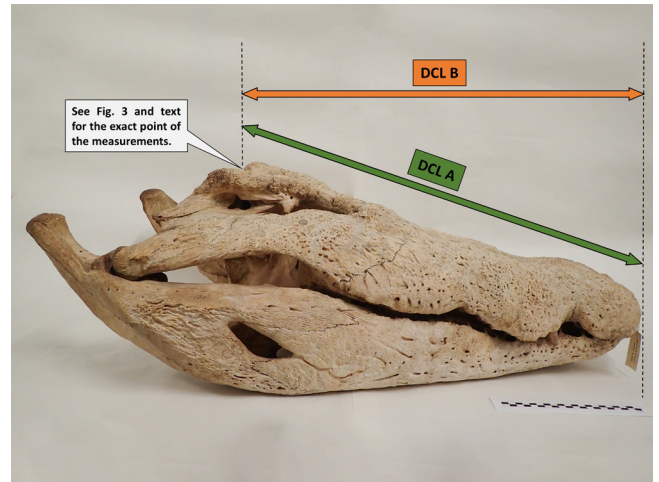 DCL B
See Fig. 3 and text
for the exact point of
the measurements.
DCL A